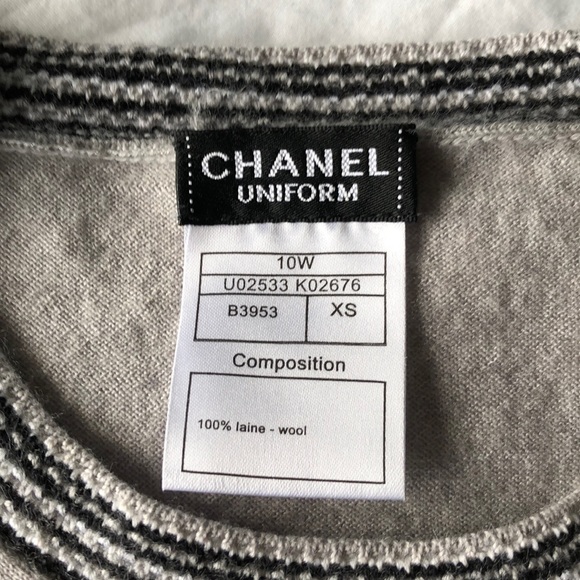 CHANEL
UNIFORM
10W
U02533 K02676
B3953 XS
Composition
100% laine - wool